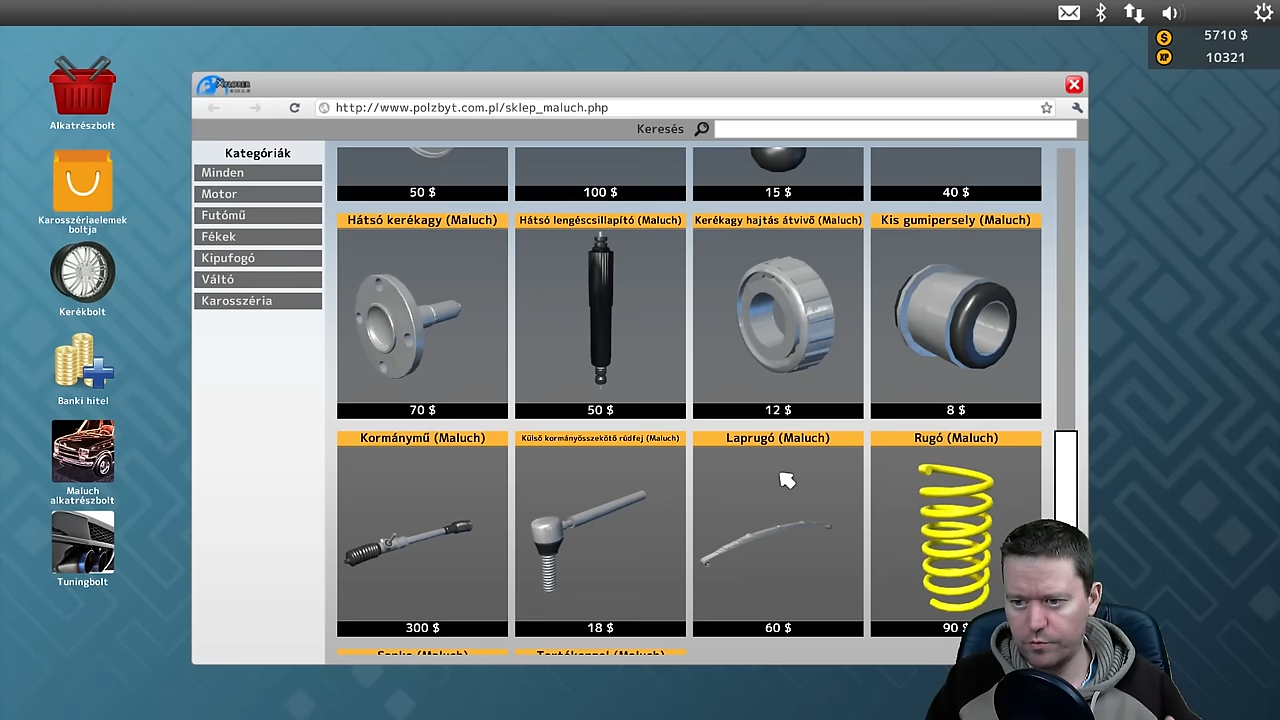 5710 $
10321
http://www.polzbyt.com.pl/sklep_maluch.php
Keresés
Alkatrészbolt
Karosszériaelemek
boltja
Kerékbolt
Banki hitel
Maluch
alkatrészbolt
Tuningbolt
Kategóriák
Minden
Motor
Futómű
Fékek
Kipufogó
Váltó
Karosszéria
50 $
100 $
15 $
40 $
Hátsó kerékagy (Maluch)
Hátsó lengéscsillapító (Maluch)
Kerékagy hajtás átvivő (Maluch)
Kis gumipersely (Maluch)
70 $
50 $
12 $
8 $
Kormánymű (Maluch)
Külső kormányösszekötő rúdfej (Maluch)
Laprugó (Maluch)
Rugó (Maluch)
300 $
18 $
60 $
90 $